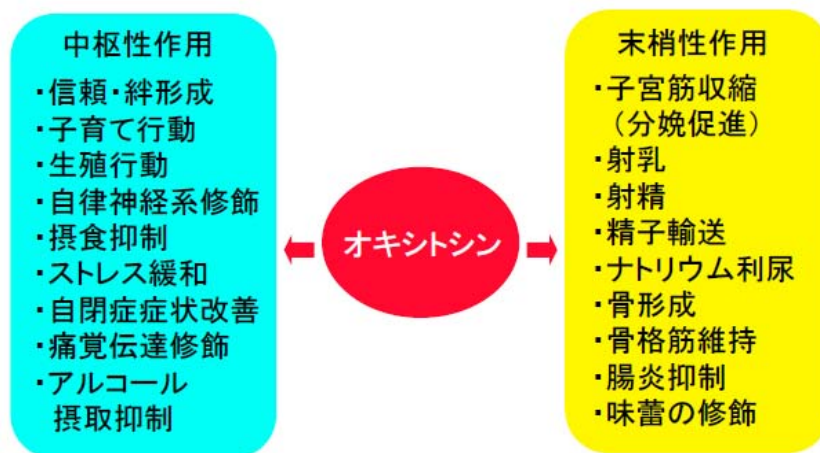 中枢性作用
・信頼・絆形成
・子育て行動
・生殖行動
・自律神経系修飾
・摂食抑制
・ストレス緩和
・自閉症症状改善
・痛覚伝達修飾
・アルコール
摂取抑制
オキシトシン
末梢性作用
・子宮筋収縮
（分娩促進）
・射乳
・射精
・精子輸送
・ナトリウム利尿
・骨形成
・骨格筋維持
・腸炎抑制
・味蕾の修飾